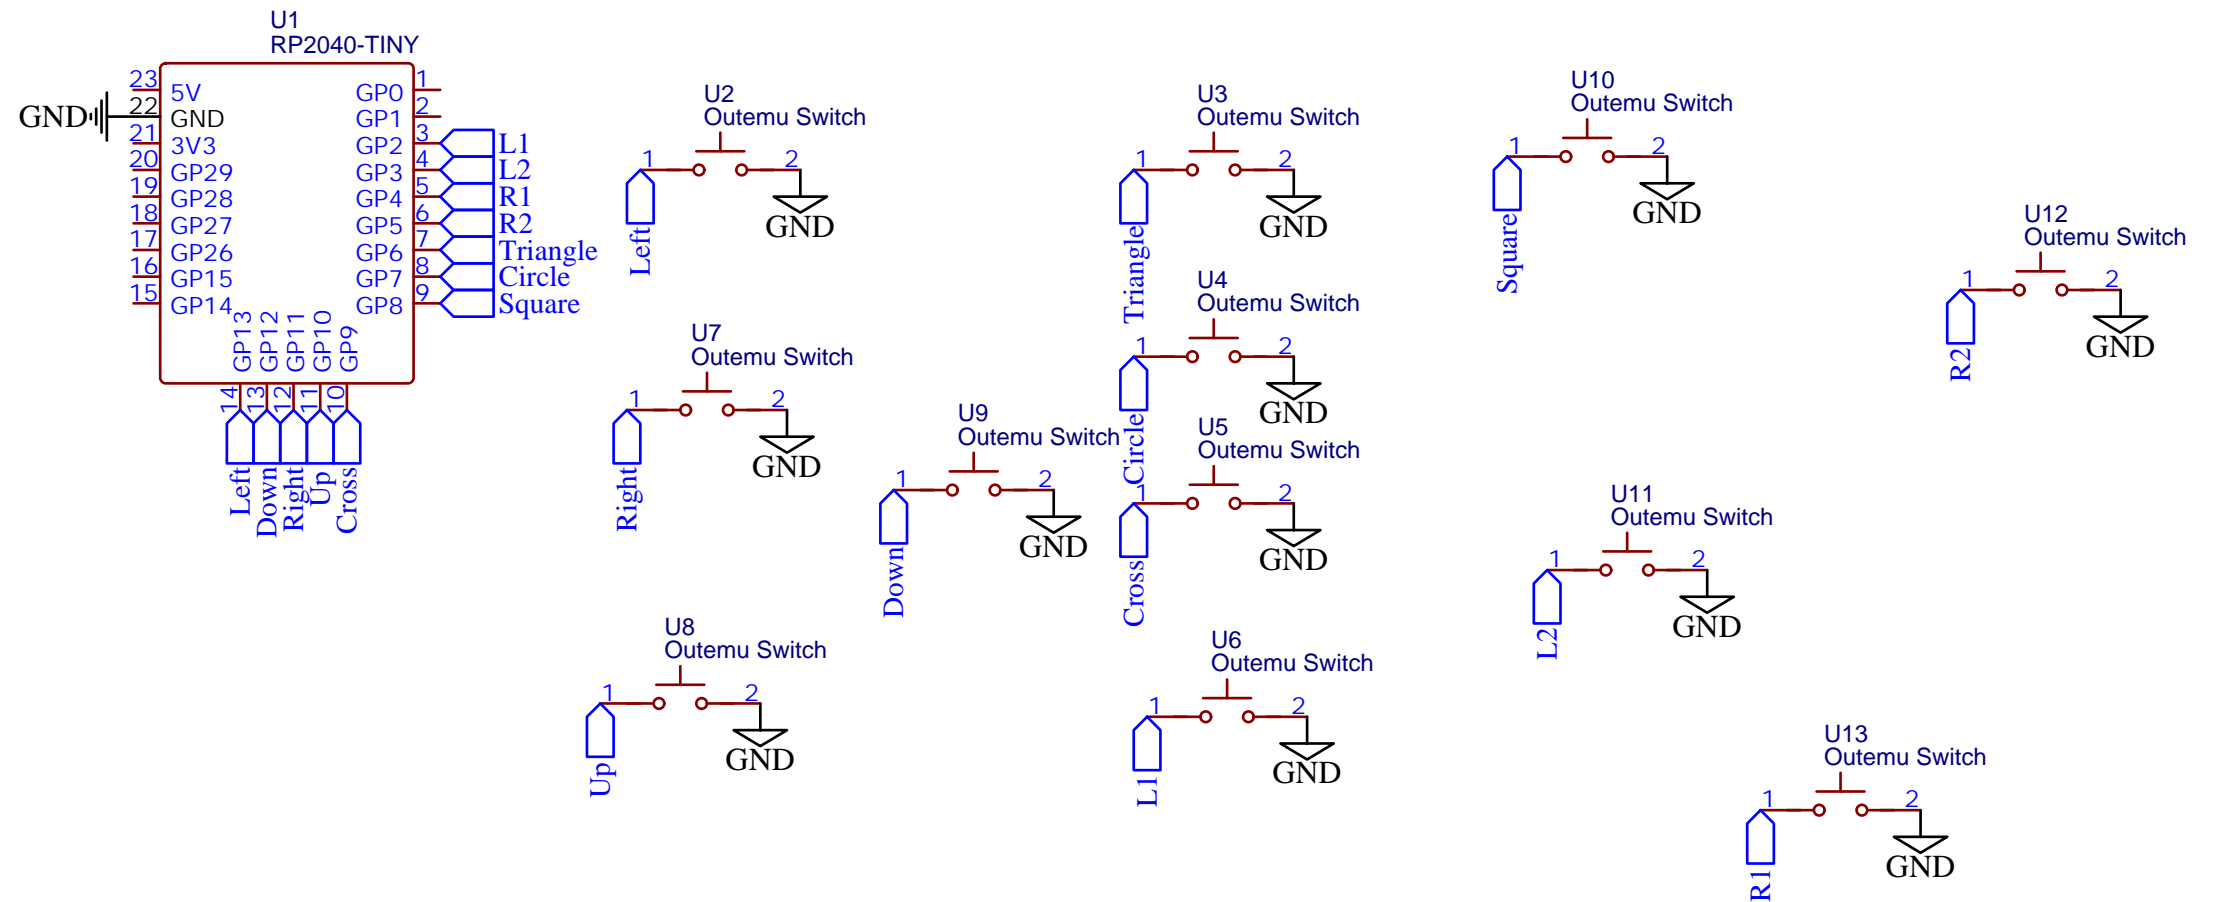 U1
RP2040-TINY
23
5V
22
GND
GND
21
3V3
20
GP29
19
GP28
18
GP27
17
GP26
16
GP15
15
GP14
GP0
1
GP1
2
GP2
3
L1
GP3
4
L2
GP4
5
R1
GP5
6
R2
GP6
7
Triangle
GP7
8
Circle
GP8
9
Square
GP13
GP12
GP11
GP10
GP9
14
13
12
11
10
Left
Down
Right
Up
Cross
U2
Outemu Switch
1
2
Left
GND
U3
Outemu Switch
1
2
Triangle
GND
U10
Outemu Switch
1
2
Square
GND
U12
Outemu Switch
1
2
R2
GND
U4
Outemu Switch
1
2
Circle
GND
U7
Outemu Switch
1
2
Right
GND
U9
Outemu Switch
1
2
Down
GND
U5
Outemu Switch
1
2
Cross
GND
U11
Outemu Switch
1
2
L2
GND
U8
Outemu Switch
1
2
Up
GND
U6
Outemu Switch
1
2
L1
GND
U13
Outemu Switch
1
2
R1
GND